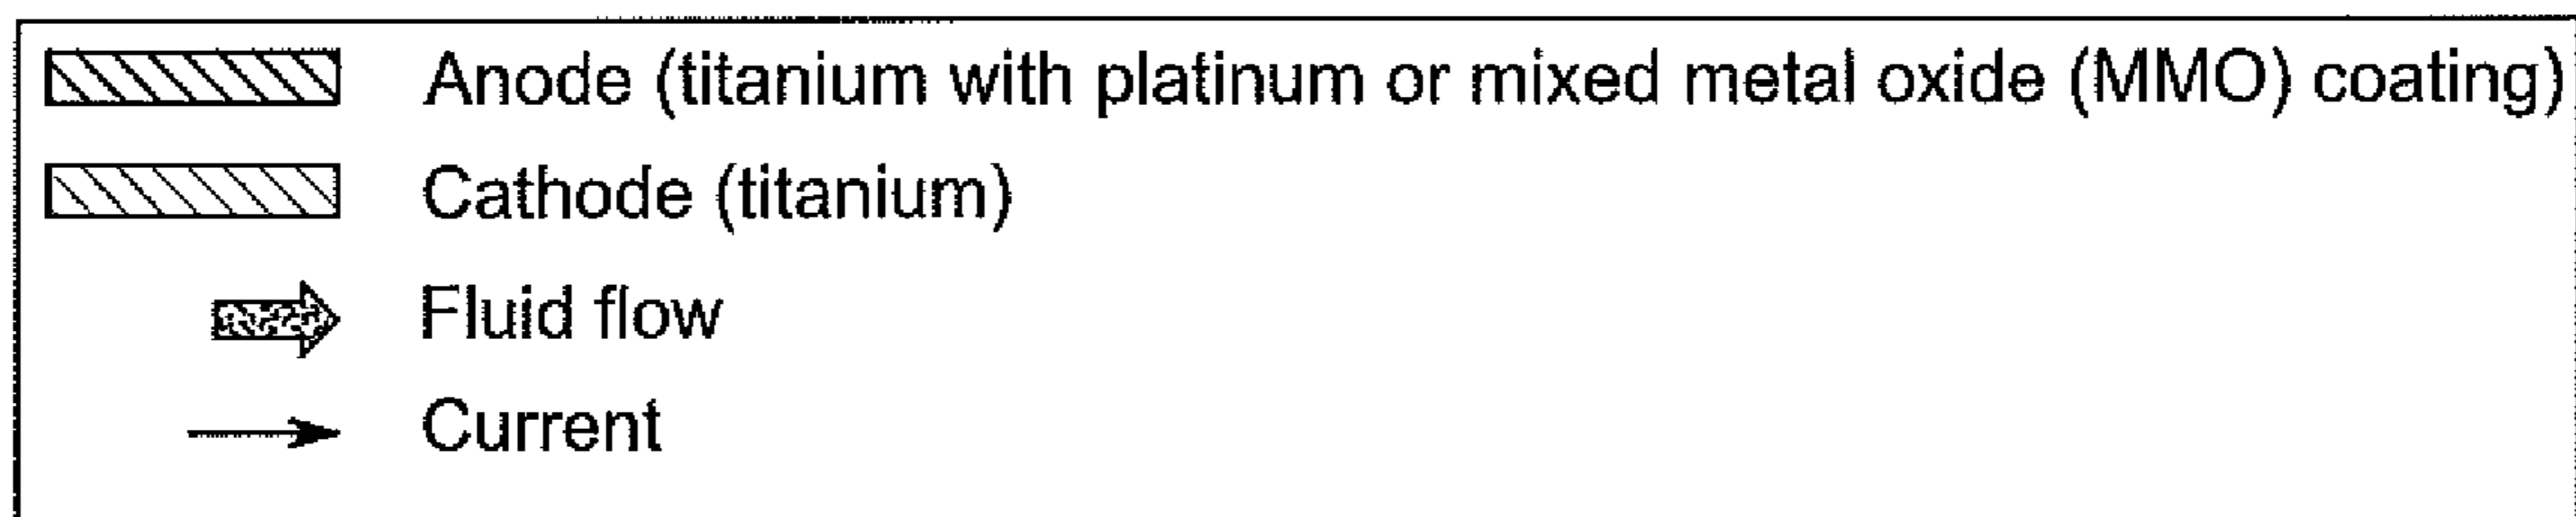 Anode (titanium with platinum or mixed metal oxide (MMO) coating)
Cathode (titanium)
Fluid flow
Current